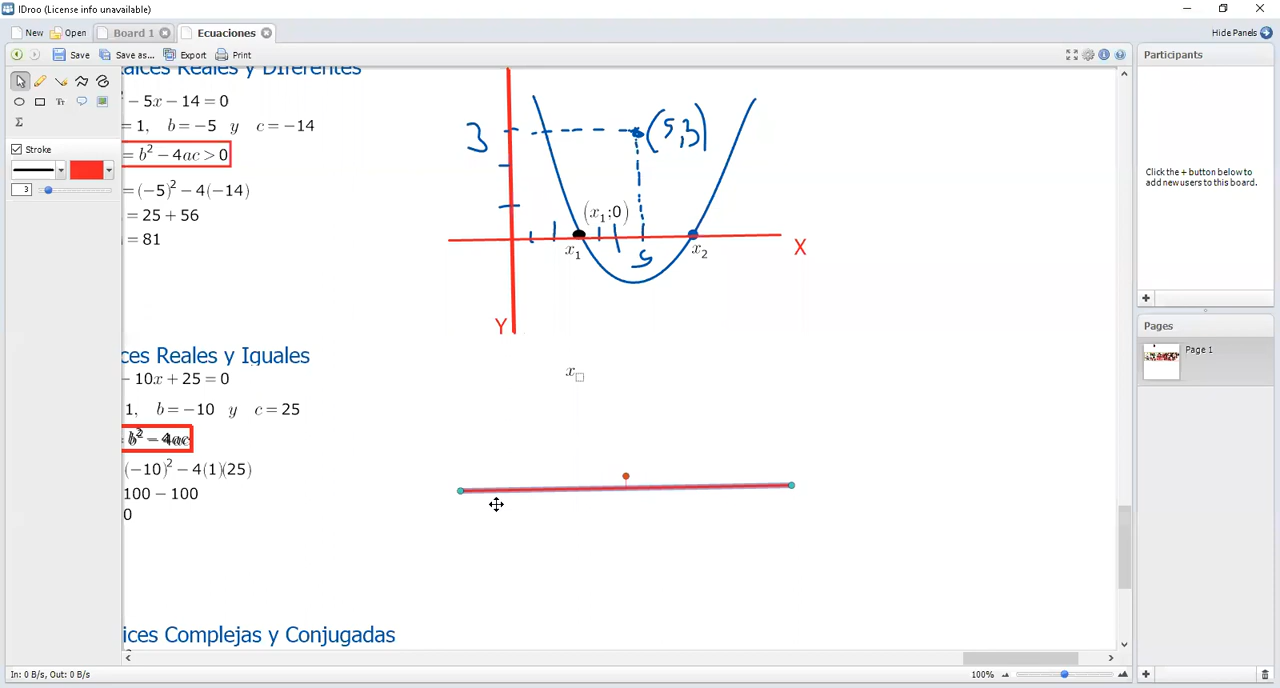 IDroo (License info unavailable)
New Open Board 1 Ecuaciones Hide Panels
Save Save as... Export Print
Participants
Tt
Σ
Stroke
3
Click the + button below to
add new users to this board.
Pages
Page 1
aíces Reales y Diferentes
− 5x − 14 = 0
= 1, b = −5 y c = −14
= b² − 4ac > 0
= (−5)² − 4(−14)
= 25 + 56
= 81
3
(5,3)
(x₁:0)
x₁
5
x₂
X
Y
ces Reales y Iguales
− 10x + 25 = 0
1, b = −10 y c = 25
= b² − 4ac
(−10)² − 4(1)(25)
100 − 100
0
x□
ices Complejas y Conjugadas
In: 0 B/s, Out: 0 B/s
100%